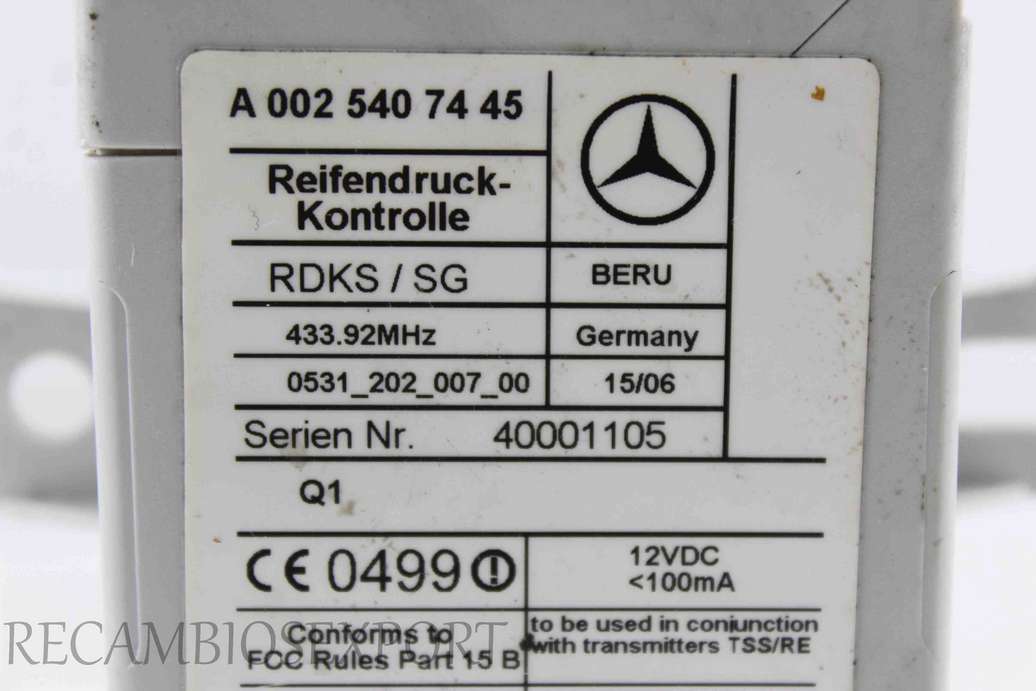 A 002 540 74 45
Reifendruck-
Kontrolle
RDKS / SG
BERU
433.92MHz
Germany
0531_202_007_00
15/06
Serien Nr. 40001105
Q1
CE 0499
12VDC
<100mA
Conforms to
FCC Rules Part 15 B
to be used in conjunction
with transmitters TSS/RE
RECAMBIOSEXPORT